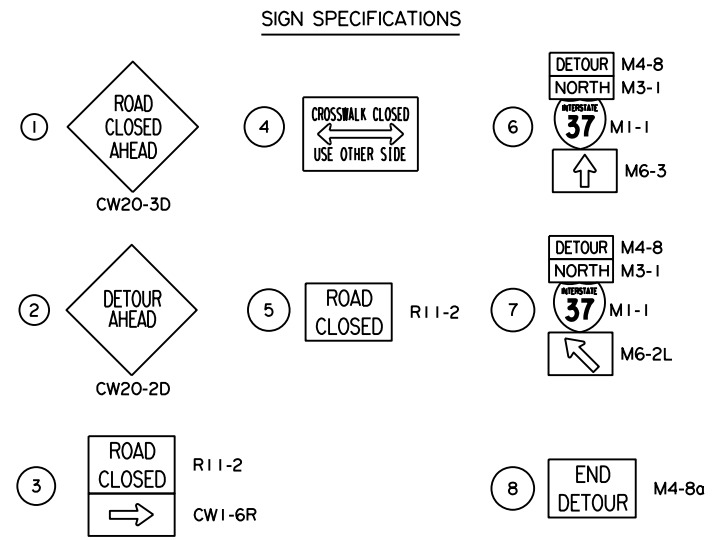 SIGN SPECIFICATIONS
1
ROAD
CLOSED
AHEAD
CW20-3D
2
DETOUR
AHEAD
CW20-2D
3
ROAD
CLOSED
R11-2
CW1-6R
4
CROSSWALK CLOSED
USE OTHER SIDE
5
ROAD
CLOSED
R11-2
6
DETOUR M4-8
NORTH M3-1
INTERSTATE
37 M1-1
M6-3
7
DETOUR M4-8
NORTH M3-1
INTERSTATE
37 M1-1
M6-2L
8
END
DETOUR
M4-8a